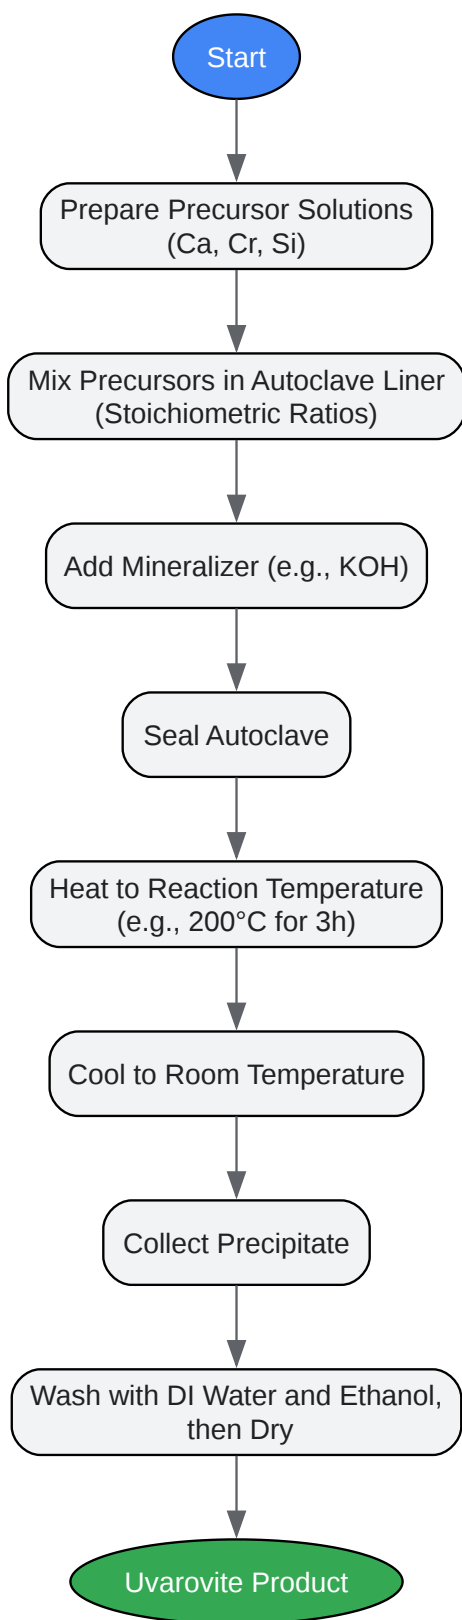 Start
Prepare Precursor Solutions
(Ca, Cr, Si)
Mix Precursors in Autoclave Liner
(Stoichiometric Ratios)
Add Mineralizer (e.g., KOH)
Seal Autoclave
Heat to Reaction Temperature
(e.g., 200°C for 3h)
Cool to Room Temperature
Collect Precipitate
Wash with DI Water and Ethanol,
then Dry
Uvarovite Product